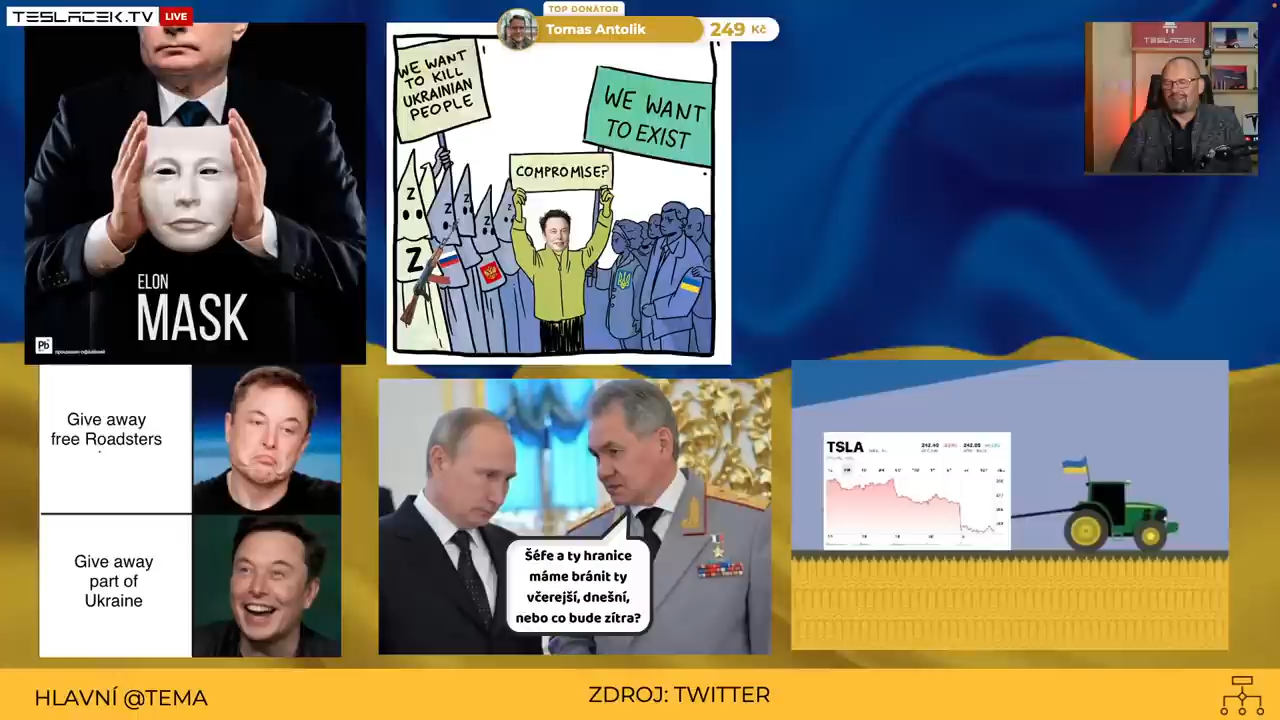 TESLACEK.TV LIVE
TOP DONÁTOR
Tomas Antolik
249 Kč
TESLACEK
ELON
MASK
Pb
WE WANT
TO KILL
UKRAINIAN
PEOPLE
WE WANT
TO EXIST
COMPROMISE?
Z
Z
Z
Z
Z
Give away
free Roadsters
Give away
part of
Ukraine
Šéfe a ty hranice
máme bránit ty
včerejší, dnešní,
nebo co bude zítra?
TSLA
HLAVNÍ @TEMA
ZDROJ: TWITTER